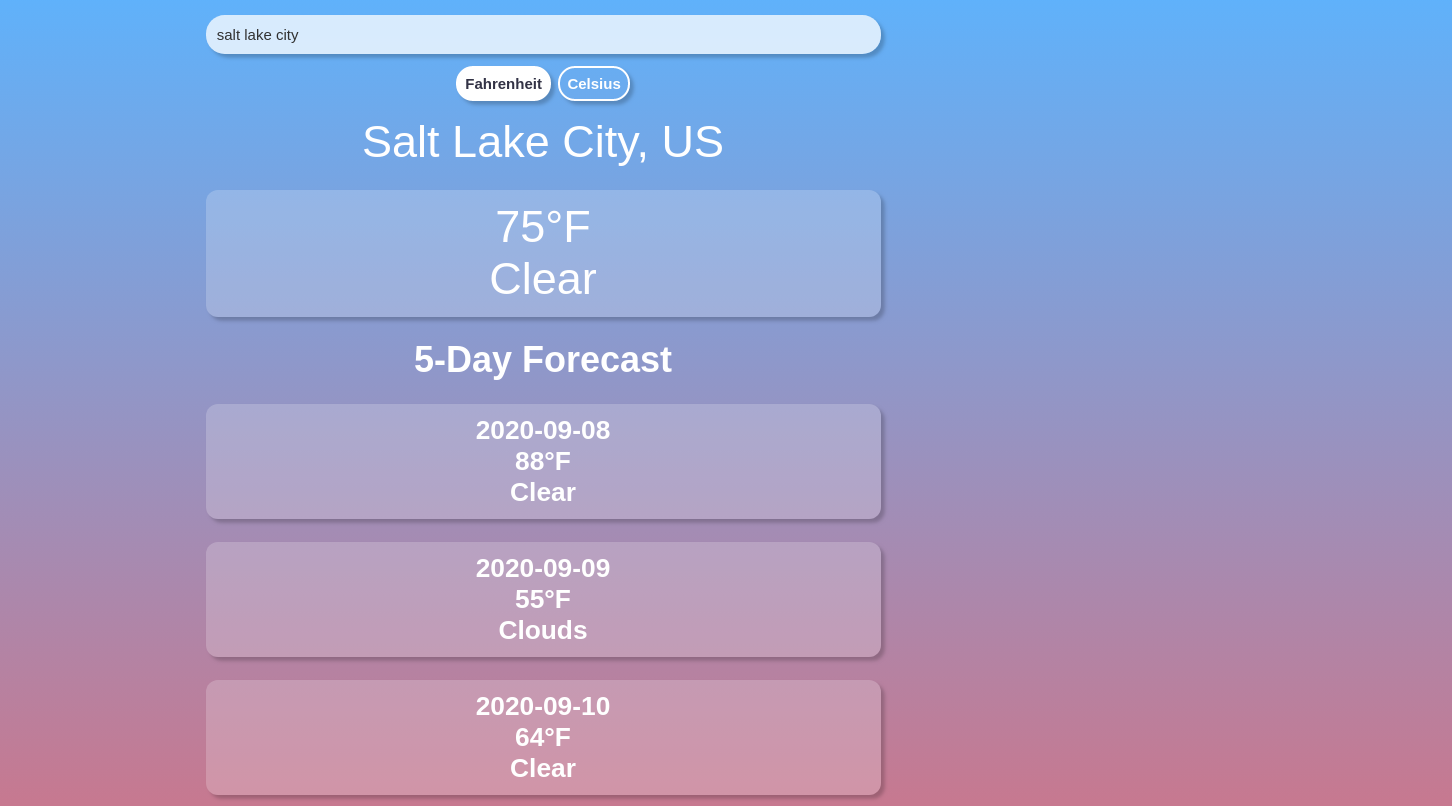 salt lake city
Fahrenheit Celsius
Salt Lake City, US
75°F
Clear
5-Day Forecast
2020-09-08
88°F
Clear
2020-09-09
55°F
Clouds
2020-09-10
64°F
Clear